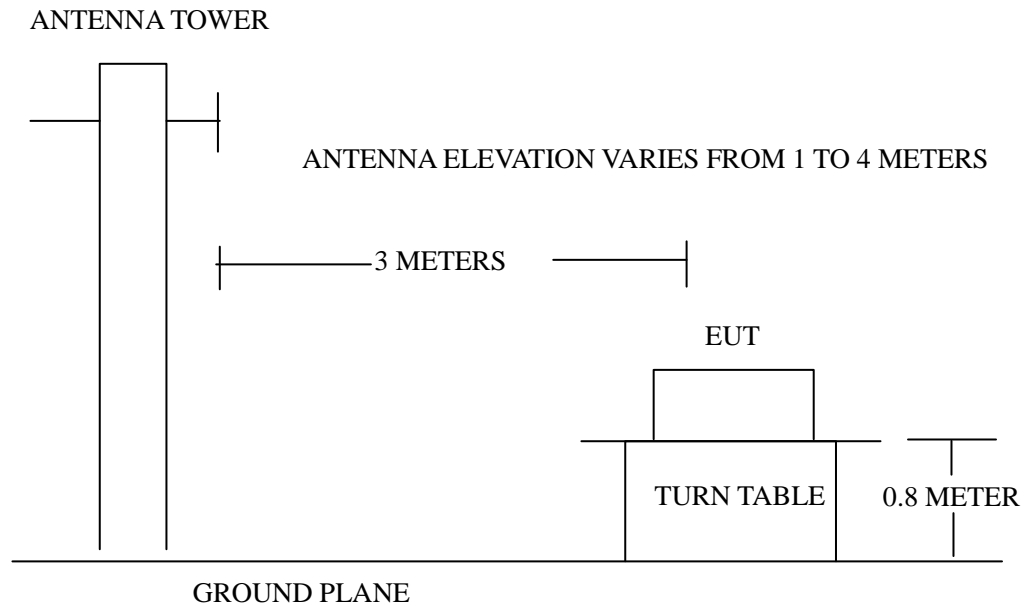 ANTENNA TOWER
ANTENNA ELEVATION VARIES FROM 1 TO 4 METERS
3 METERS
EUT
TURN TABLE
0.8 METER
GROUND PLANE